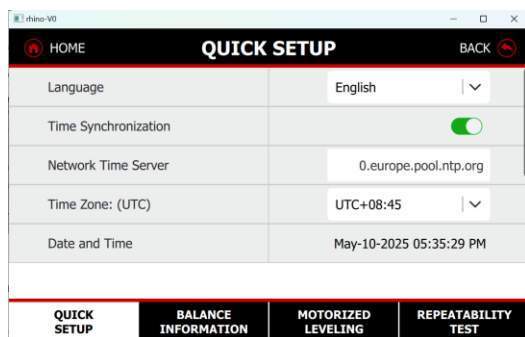 rhino-V0
HOME
QUICK SETUP
BACK
Language
English
Time Synchronization
Network Time Server
0.europe.pool.ntp.org
Time Zone: (UTC)
UTC+08:45
Date and Time
May-10-2025 05:35:29 PM
QUICK
SETUP
BALANCE
INFORMATION
MOTORIZED
LEVELING
REPEATABILITY
TEST